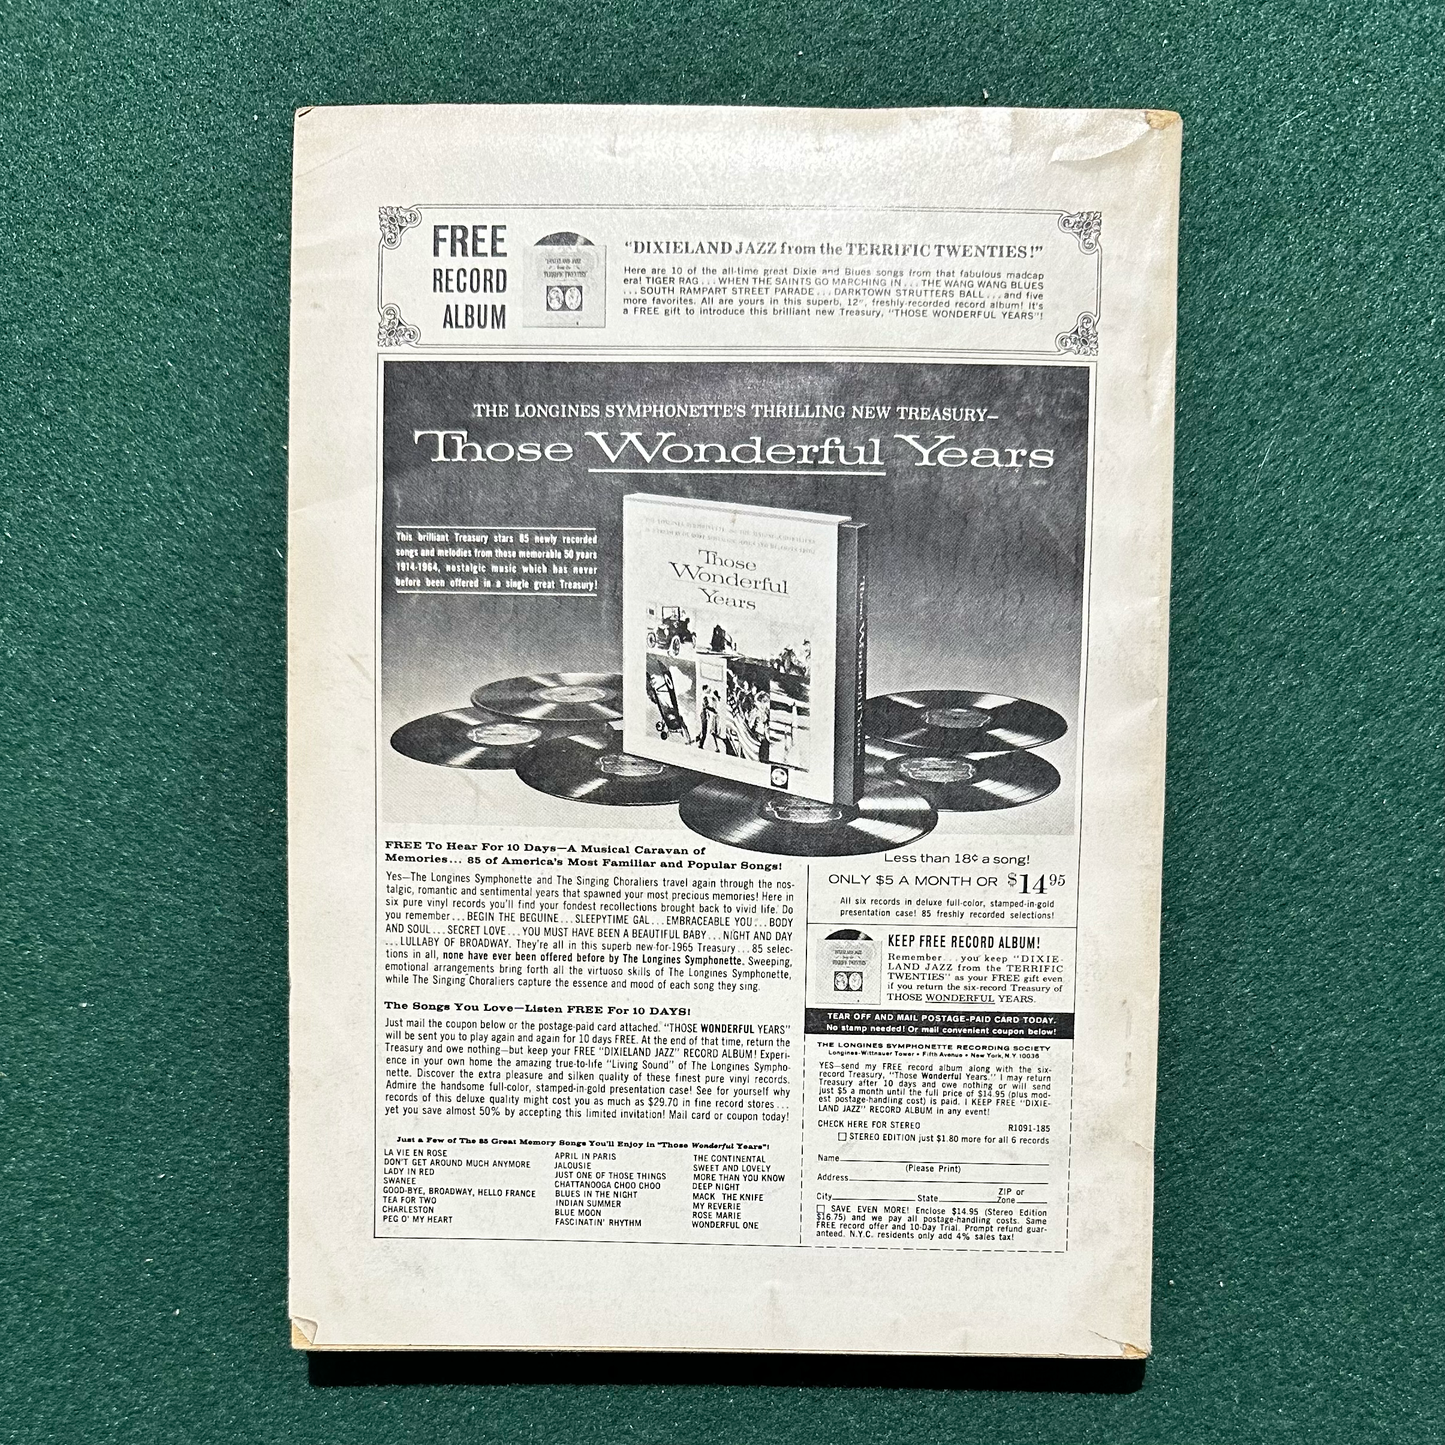 FREE
RECORD
ALBUM
"DIXIELAND JAZZ from the TERRIFIC TWENTIES!"
Here are 10 of the all-time great Dixie and Blues songs from that fabulous madcap
era! TIGER RAG...WHEN THE SAINTS GO MARCHING IN...THE WANG WANG BLUES
...SOUTH RAMPART STREET PARADE...DARKTOWN STRUTTERS BALL...and five
more favorites. All are yours in this superb, 12", freshly-recorded record album! It's
a FREE gift to introduce this brilliant new Treasury, "THOSE WONDERFUL YEARS"!
THE LONGINES SYMPHONETTE'S THRILLING NEW TREASURY—
Those Wonderful Years
This brilliant Treasury stars 85 newly recorded
songs and melodies from those memorable 50 years
1914-1964, nostalgic music which has never
before been offered in a single great Treasury!
Those
Wonderful
Years
FREE To Hear For 10 Days—A Musical Caravan of
Memories... 85 of America's Most Familiar and Popular Songs!
Yes—The Longines Symphonette and The Singing Choraliers travel again through the nos-
talgic, romantic and sentimental years that spawned your most precious memories! Here in
six pure vinyl records you'll find your fondest recollections brought back to vivid life. Do
you remember...BEGIN THE BEGUINE...SLEEPYTIME GAL...EMBRACEABLE YOU...BODY
AND SOUL...SECRET LOVE...YOU MUST HAVE BEEN A BEAUTIFUL BABY...NIGHT AND DAY
...LULLABY OF BROADWAY. They're all in this superb new-for-1965 Treasury...85 selec-
tions in all, none have ever been offered before by The Longines Symphonette. Sweeping,
emotional arrangements bring forth all the virtuoso skills of The Longines Symphonette,
while The Singing Choraliers capture the essence and mood of each song they sing.
The Songs You Love—Listen FREE For 10 DAYS!
Just mail the coupon below or the postage-paid card attached. "THOSE WONDERFUL YEARS"
will be sent you to play again and again for 10 days FREE. At the end of that time, return the
Treasury and owe nothing—but keep your FREE "DIXIELAND JAZZ" RECORD ALBUM! Experi-
ence in your own home the amazing true-to-life "Living Sound" of The Longines Sympho-
nette. Discover the extra pleasure and silken quality of these finest pure vinyl records.
Admire the handsome full-color, stamped-in-gold presentation case! See for yourself why
records of this deluxe quality might cost you as much as $29.70 in fine record stores...
yet you save almost 50% by accepting this limited invitation! Mail card or coupon today!
Just a Few of The 85 Great Memory Songs You'll Enjoy in "Those Wonderful Years"!
LA VIE EN ROSE
DON'T GET AROUND MUCH ANYMORE
LADY IN RED
SWANEE
GOOD-BYE, BROADWAY, HELLO FRANCE
TEA FOR TWO
CHARLESTON
PEG O' MY HEART
APRIL IN PARIS
JALOUSIE
JUST ONE OF THOSE THINGS
CHATTANOOGA CHOO CHOO
BLUES IN THE NIGHT
INDIAN SUMMER
BLUE MOON
FASCINATIN' RHYTHM
THE CONTINENTAL
SWEET AND LOVELY
MORE THAN YOU KNOW
DEEP NIGHT
MACK THE KNIFE
MY REVERIE
ROSE MARIE
WONDERFUL ONE
Less than 18¢ a song!
ONLY $5 A MONTH OR $14 95
All six records in deluxe full-color, stamped-in-gold
presentation case! 85 freshly recorded selections!
KEEP FREE RECORD ALBUM!
Remember...you keep "DIXIE-
LAND JAZZ from the TERRIFIC
TWENTIES" as your FREE gift even
if you return the six-record Treasury of
THOSE WONDERFUL YEARS.
TEAR OFF AND MAIL POSTAGE-PAID CARD TODAY.
No stamp needed! Or mail convenient coupon below!
THE LONGINES SYMPHONETTE RECORDING SOCIETY
Longines-Wittnauer Tower • Fifth Avenue • New York, N.Y. 10036
YES—send my FREE record album along with the six-
record Treasury, "Those Wonderful Years." I may return
Treasury after 10 days and owe nothing or will send
just $5 a month until the full price of $14.95 (plus mod-
est postage-handling cost) is paid. I KEEP FREE "DIXIE-
LAND JAZZ" RECORD ALBUM in any event!
CHECK HERE FOR STEREO R1091-185
STEREO EDITION just $1.80 more for all 6 records
Name
(Please Print)
Address
City State ZIP or Zone
SAVE EVEN MORE! Enclose $14.95 (Stereo Edition
$16.75) and we pay all postage-handling costs. Same
FREE record offer and 10-Day Trial. Prompt refund guar-
anteed. N.Y.C. residents only add 4% sales tax!